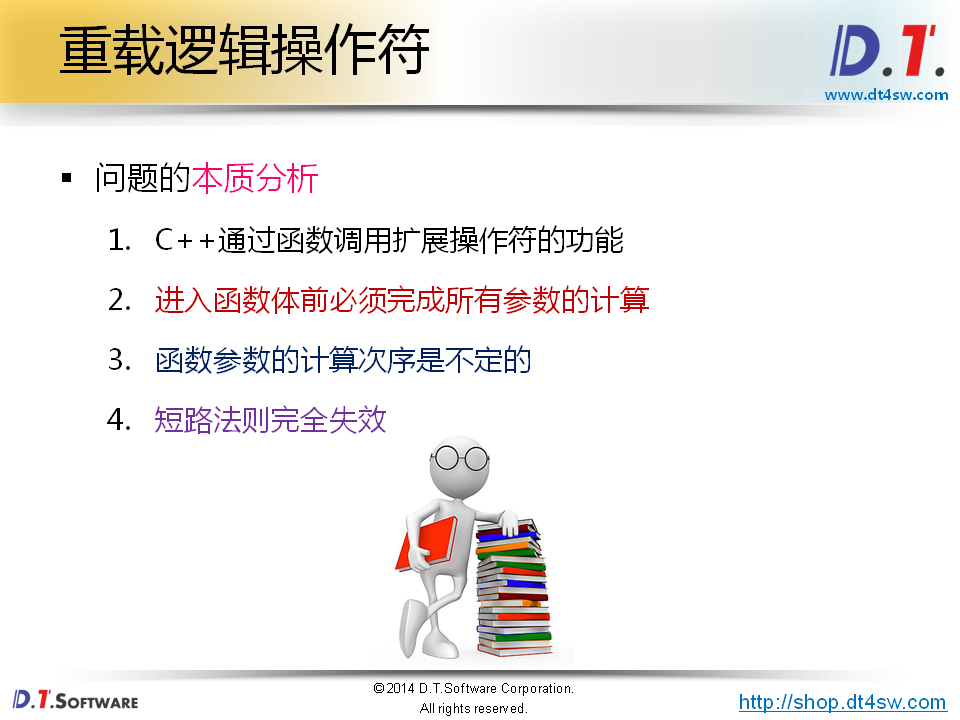 重载逻辑操作符
D.T.
www.dt4sw.com
▪ 问题的本质分析
1. C++通过函数调用扩展操作符的功能
2. 进入函数体前必须完成所有参数的计算
3. 函数参数的计算次序是不定的
4. 短路法则完全失效
D.T.SOFTWARE
©2014 D.T.Software Corporation.
All rights reserved.
http://shop.dt4sw.com